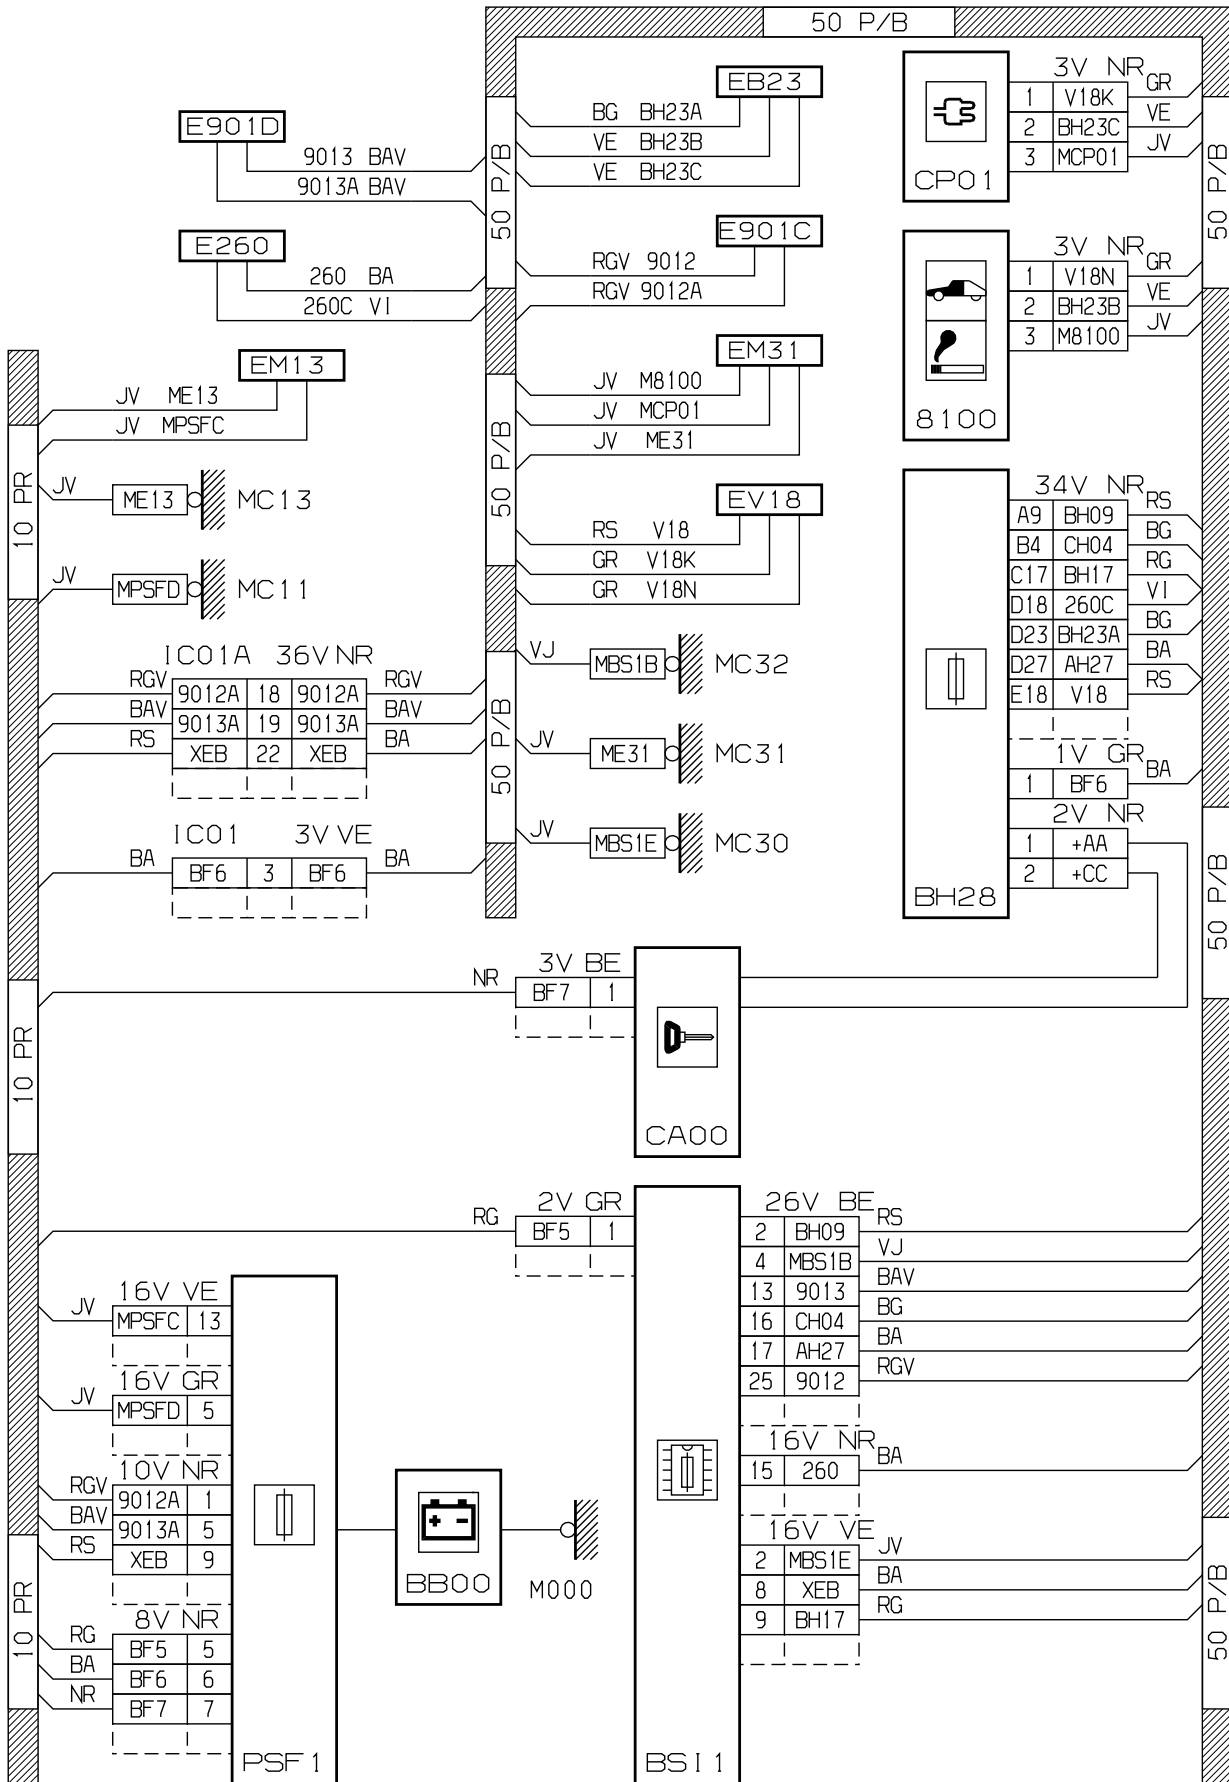 50 P/B
EB23
BG BH23A
VE BH23B
VE BH23C
E901D
9013 BAV
9013A BAV
50 P/B
E901C
RGV 9012
RGV 9012A
E260
260 BA
260C VI
CP01
3V NR
1 V18K GR
2 BH23C VE
3 MCP01 JV
50 P/B
8100
3V NR
1 V18N GR
2 BH23B VE
3 M8100 JV
EM13
JV ME13
JV MPSFC
10 PR
JV ME13 MC13
JV MPSFD MC11
EM31
JV M8100
JV MCP01
JV ME31
50 P/B
EV18
RS V18
GR V18K
GR V18N
BH28
34V NR
A9 BH09 RS
B4 CH04 BG
C17 BH17 RG
D18 260C VI
D23 BH23A BG
D27 AH27 BA
E18 V18 RS
1V GR
1 BF6 BA
2V NR
1 +AA
2 +CC
IC01A 36V NR
RGV 9012A 18 9012A RGV
BAV 9013A 19 9013A BAV
RS XEB 22 XEB BA
IC01 3V VE
BA BF6 3 BF6 BA
50 P/B
VJ MBS1B MC32
JV ME31 MC31
JV MBS1E MC30
50 P/B
10 PR
3V BE
NR BF7 1
CA00
2V GR
RG BF5 1
BSI 1
26V BE
2 BH09 RS
4 MBS1B VJ
13 9013 BAV
16 CH04 BG
17 AH27 BA
25 9012 RGV
16V NR
15 260 BA
16V VE
2 MBS1E JV
8 XEB BA
9 BH17 RG
50 P/B
16V VE
JV MPSFC 13
16V GR
JV MPSFD 5
10V NR
RGV 9012A 1
BAV 9013A 5
RS XEB 9
8V NR
RG BF5 5
BA BF6 6
NR BF7 7
PSF 1
10 PR
+ -
BB00
M000